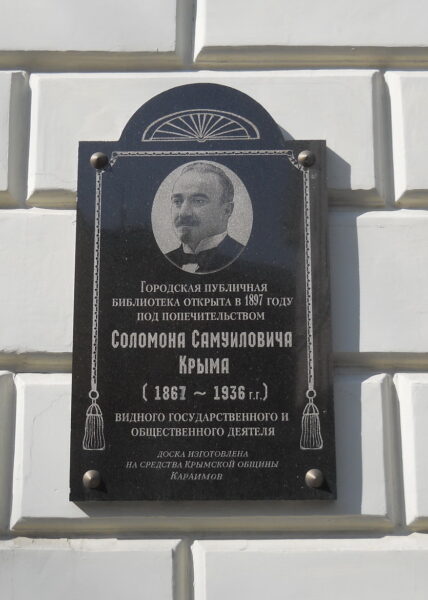 Городская публичная
библиотека открыта в 1897 году
под попечительством
Соломона Самуиловича
Крыма
( 1867 ~ 1936 г.г.)
видного государственного и
общественного деятеля
доска изготовлена
на средства Крымской общины
Караимов